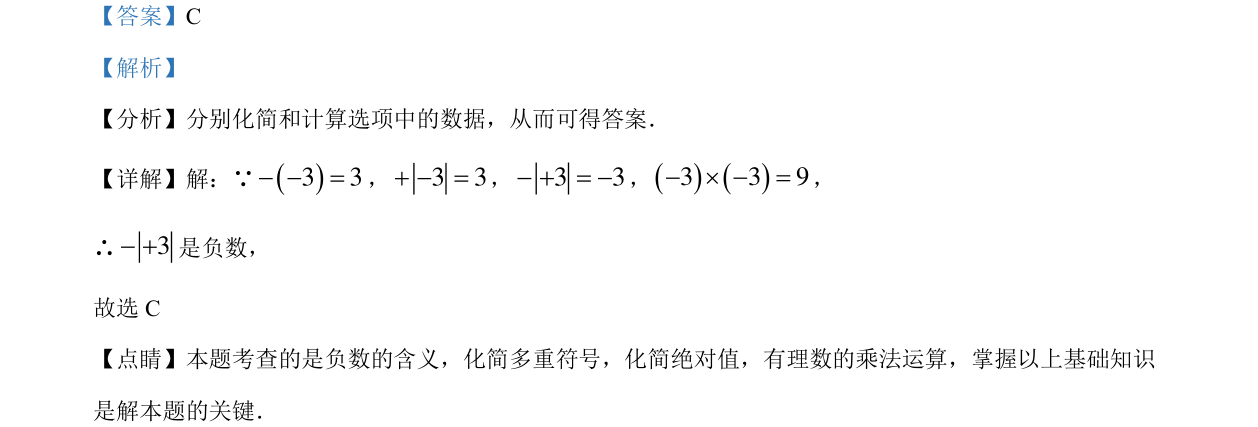 【答案】C
【解析】
【分析】分别化简和计算选项中的数据，从而可得答案．
【详解】解：∵－(−3)＝3，＋|−3|＝3，－|+3|＝−3，(−3)×(−3)＝9，
∴－|+3|是负数，
故选 C
【点睛】本题考查的是负数的含义，化简多重符号，化简绝对值，有理数的乘法运算，掌握以上基础知识
是解本题的关键．